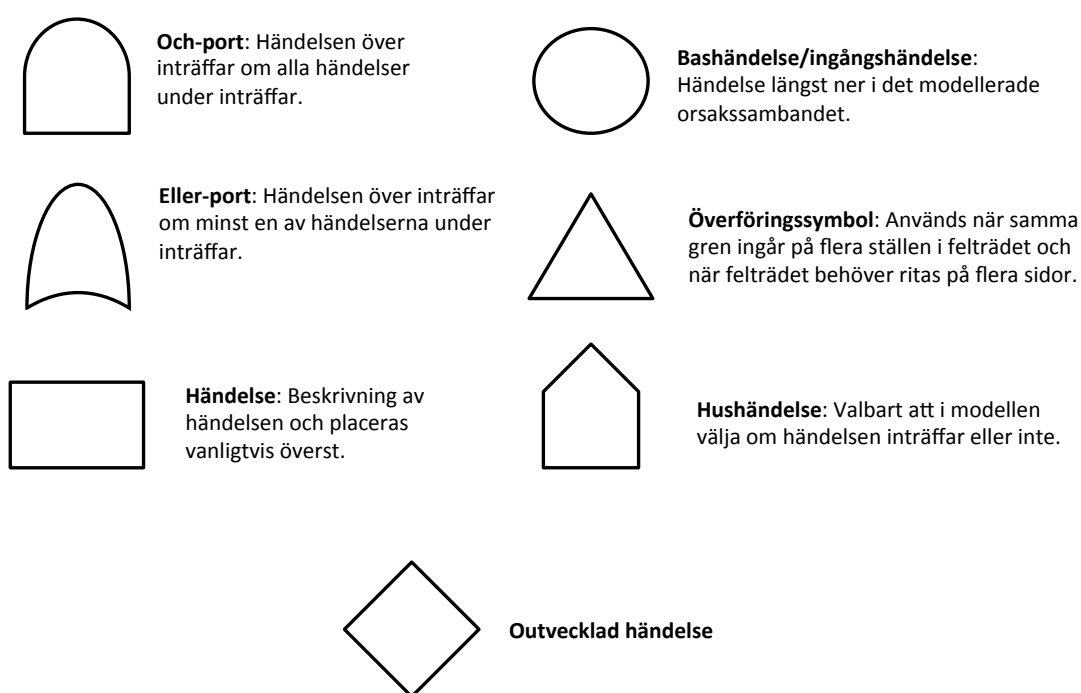 Och-port: Händelsen över
inträffar om alla händelser
under inträffar.
Bashändelse/ingångshändelse:
Händelse längst ner i det modellerade
orsakssambandet.
Eller-port: Händelsen över inträffar
om minst en av händelserna under
inträffar.
Överföringssymbol: Används när samma
gren ingår på flera ställen i felträdet och
när felträdet behöver ritas på flera sidor.
Händelse: Beskrivning av
händelsen och placeras
vanligtvis överst.
Hushändelse: Valbart att i modellen
välja om händelsen inträffar eller inte.
Outvecklad händelse